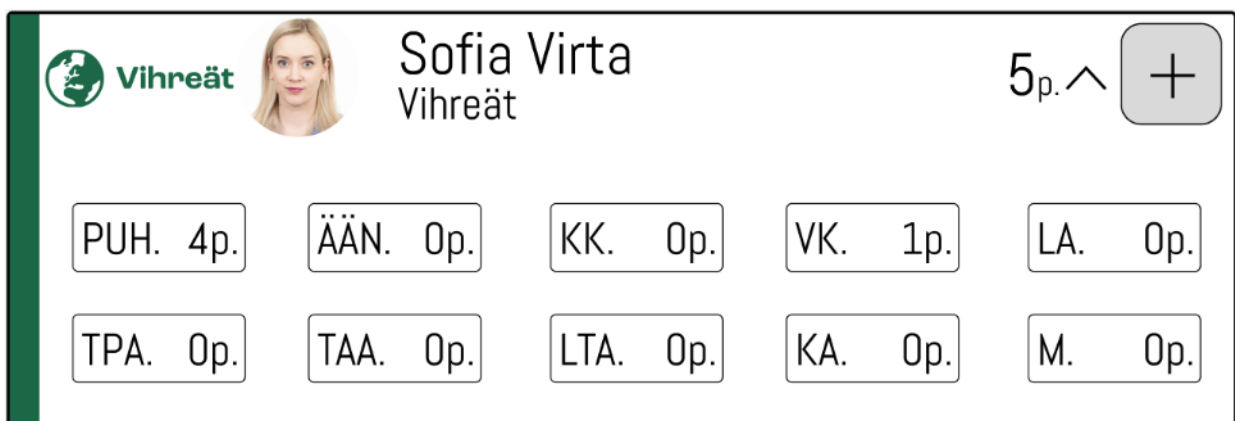 Vihreät
Sofia Virta
Vihreät
5p.
+
PUH. 4p.
ÄÄN. 0p.
KK. 0p.
VK. 1p.
LA. 0p.
TPA. 0p.
TAA. 0p.
LTA. 0p.
KA. 0p.
M. 0p.